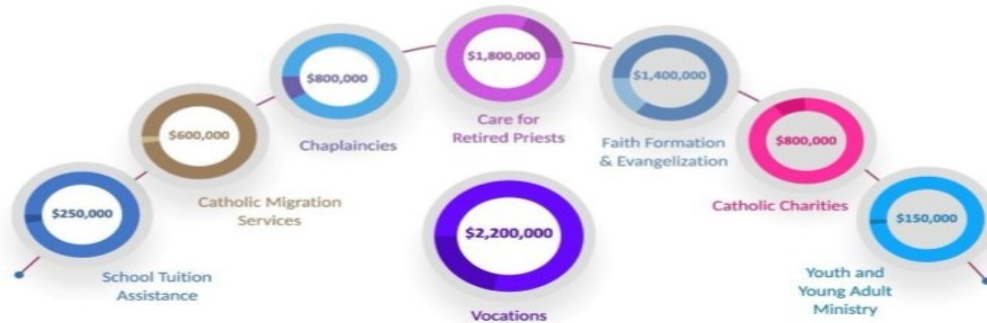 $250,000
School Tuition
Assistance
$600,000
Catholic Migration
Services
$800,000
Chaplaincies
$1,800,000
Care for
Retired Priests
$1,400,000
Faith Formation
& Evangelization
$800,000
Catholic Charities
$150,000
Youth and
Young Adult
Ministry
$2,200,000
Vocations